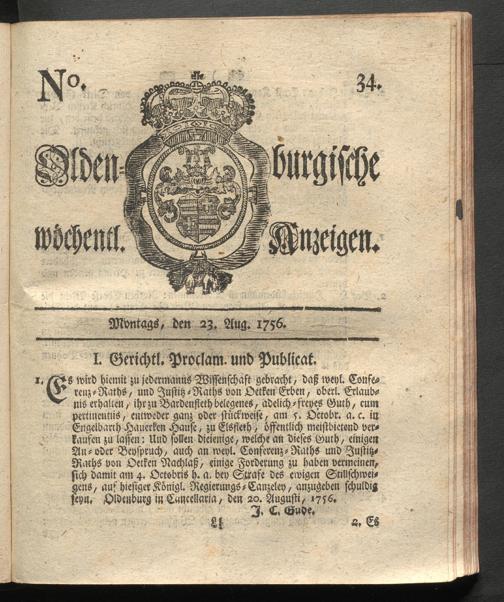 No. 34.
Olden- burgische
wöchentl. Anzeigen.
Montags, den 23. Aug. 1756.
I. Gerichtl. Proclam. und Publicat.
1. Es wird hiemit zu jedermanns Wissenschaft gebracht, daß weyl. Confe-
renz-Raths, und Justitz-Raths von Oetken Erben, oberl. Erlaub-
nis erhalten, ihr zu Bardenfleth belegenes, adelich-freyes Guth, cum
pertinentiis, entweder ganz oder stückweise, am 5. Octobr. a. c. in
Engelbarth Hauerken Hause, zu Elsfleth, öffentlich meistbietend ver-
kaufen zu lassen: Und sollen diejenige, welche an dieses Guth, einigen
An- oder Beyspruch, auch an weyl. Conferenz-Raths und Justitz-
Raths von Oetken Nachlaß, einige Forderung zu haben vermeinen,
sich damit am 4. Octobris h. a. bey Strafe des ewigen Stillschwei-
gens, auf hiesiger Königl. Regierungs-Canzeley, anzugeben schuldig
seyn. Oldenburg in Cancellaria, den 20. Augusti, 1756.
J. C. Gude.
Ll 2. Es